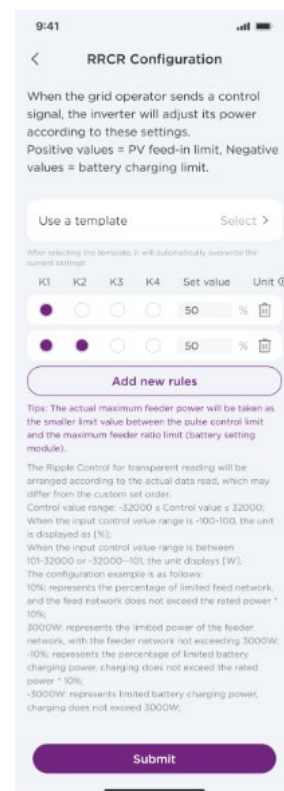 9:41
RRCR Configuration
When the grid operator sends a control
signal, the inverter will adjust its power
according to these settings.
Positive values = PV feed-in limit, Negative
values = battery charging limit.
Use a template Select >
After selecting the template, it will automatically overwrite the
current settings
K1 K2 K3 K4 Set value Unit
50 %
50 %
Add new rules
Tips: The actual maximum feeder power will be taken as
the smaller limit value between the pulse control limit
and the maximum feeder ratio limit (battery setting
module).
The Ripple Control for transparent reading will be
arranged according to the actual data read, which may
differ from the custom set order.
Control value range: -32000 ≤ Control value ≤ 32000;
When the input control value range is -100-100, the unit
is displayed as [%];
When the input control value range is between
101-32000 or -32000--101, the unit displays [W].
The configuration example is as
follows:
10%: represents the percentage of limited feed network,
and the feed network does not exceed the rated power *
10%;
3000W: represents the limited power of the feeder
network, with the feeder network not exceeding 3000W;
-10%: represents the percentage of limited battery
charging power, charging does not exceed the rated
power * 10%;
-3000W: represents limited battery charging power,
charging does not exceed 3000W;
Submit